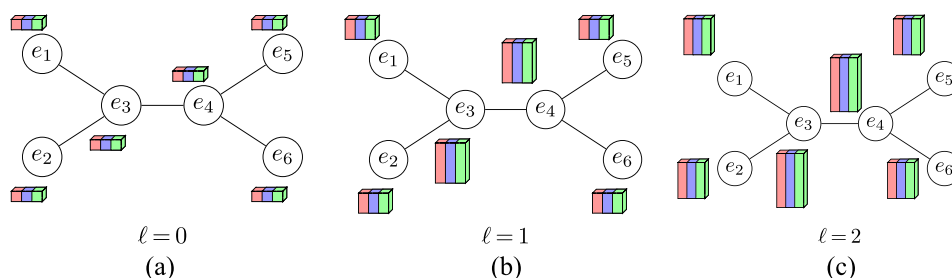 e₁ e₅ e₃ e₄ e₂ e₆
ℓ = 0
(a)
e₁ e₅ e₃ e₄ e₂ e₆
ℓ = 1
(b)
e₁ e₅ e₃ e₄ e₂ e₆
ℓ = 2
(c)